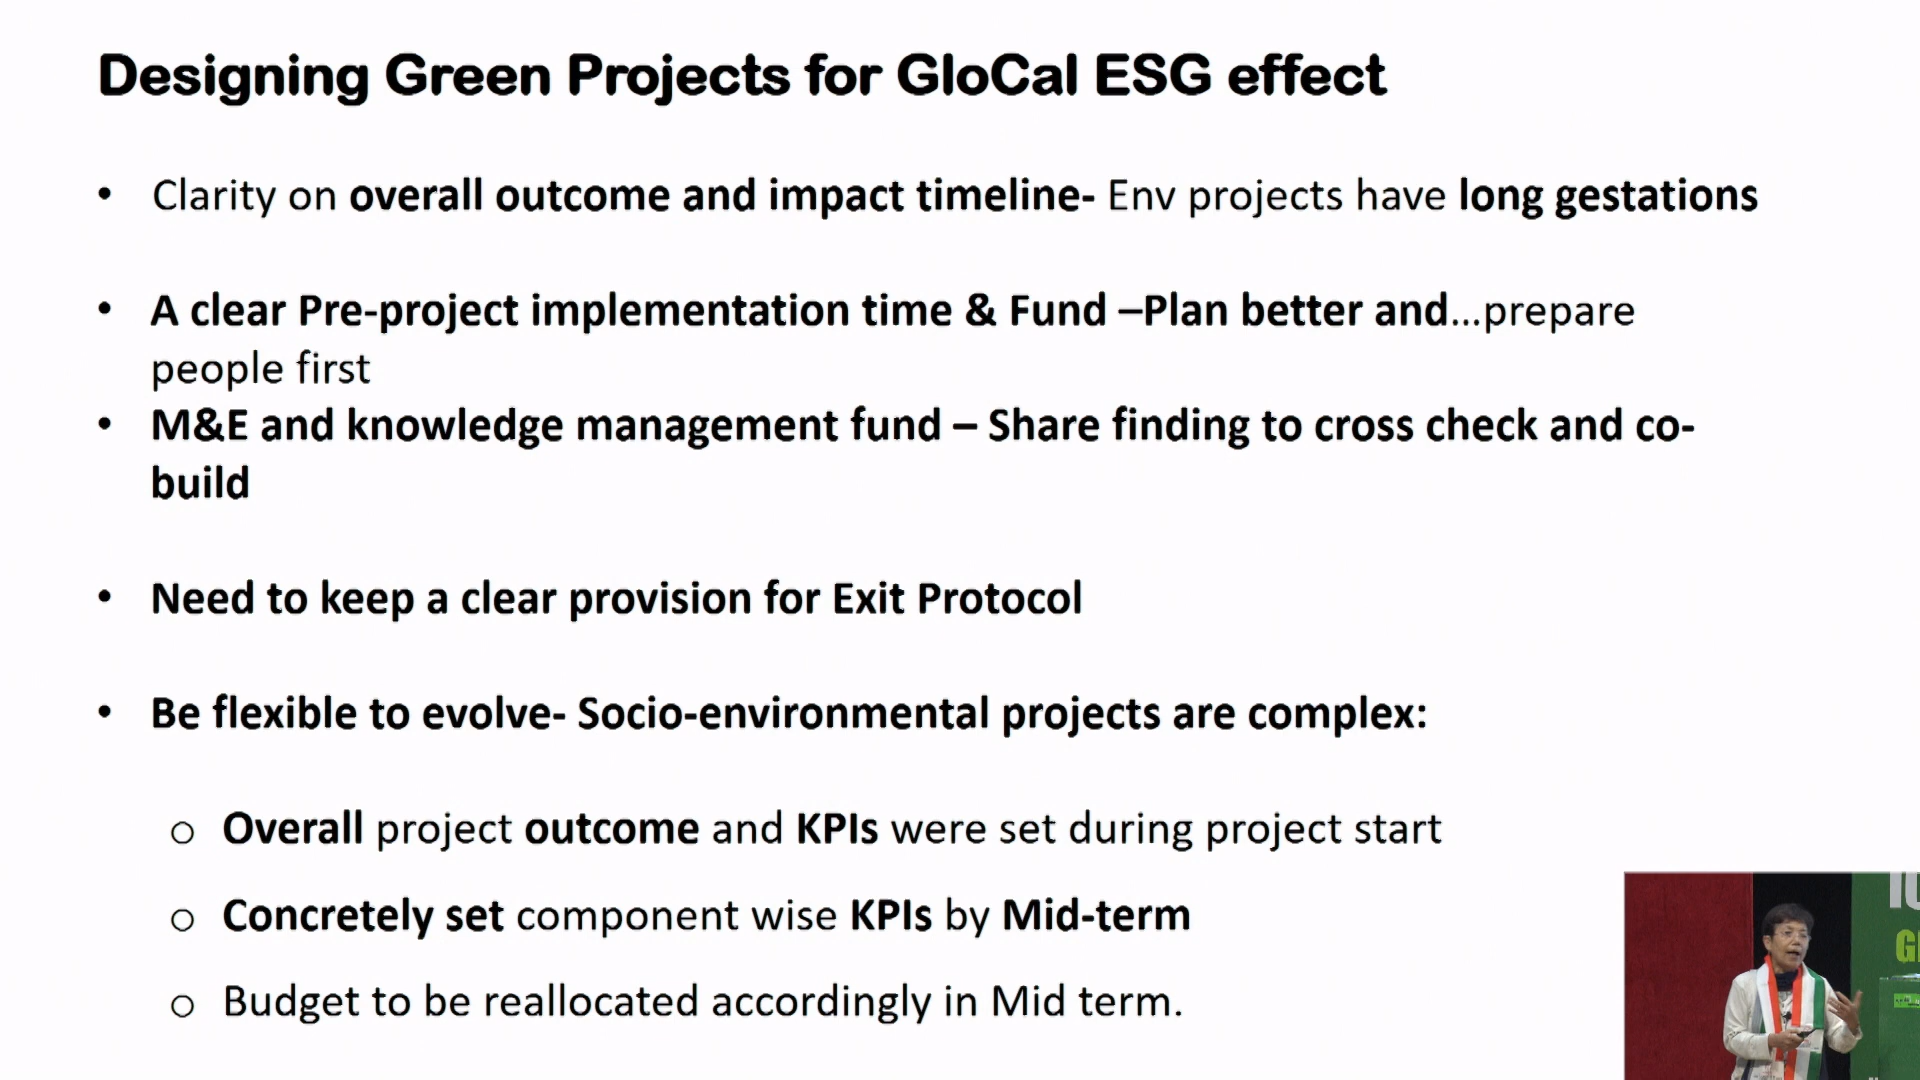 Designing Green Projects for GloCal ESG effect
• Clarity on overall outcome and impact timeline- Env projects have long gestations
• A clear Pre-project implementation time & Fund –Plan better and...prepare
people first
• M&E and knowledge management fund – Share finding to cross check and co-
build
• Need to keep a clear provision for Exit Protocol
• Be flexible to evolve- Socio-environmental projects are complex:
o Overall project outcome and KPIs were set during project start
o Concretely set component wise KPIs by Mid-term
o Budget to be reallocated accordingly in Mid term.